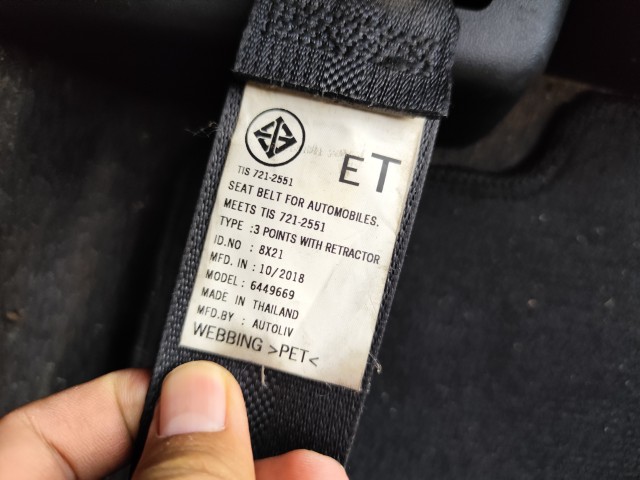 ET
TIS 721-2551
SEAT BELT FOR AUTOMOBILES.
MEETS TIS 721-2551
TYPE :3 POINTS WITH RETRACTOR
ID.NO : 8X21
MFD. IN : 10/2018
MODEL : 6449669
MADE IN THAILAND
MFD.BY : AUTOLIV
WEBBING >PET<